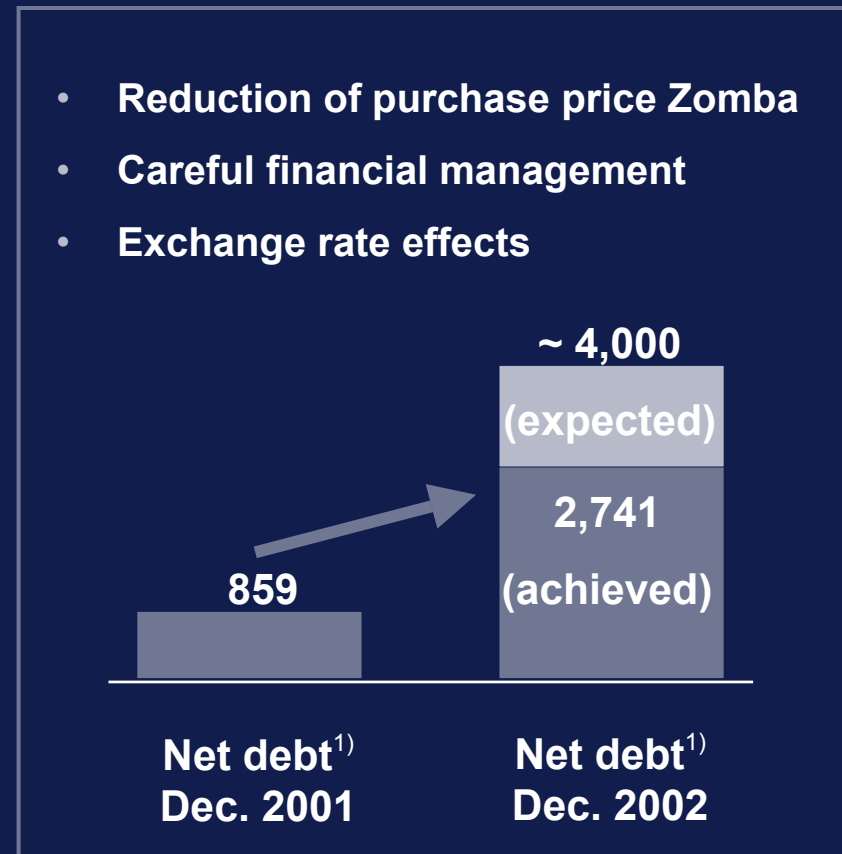 • Reduction of purchase price Zomba
• Careful financial management
• Exchange rate effects
~ 4,000
(expected)
2,741
(achieved)
859
Net debt1)
Dec. 2001
Net debt1)
Dec. 2002